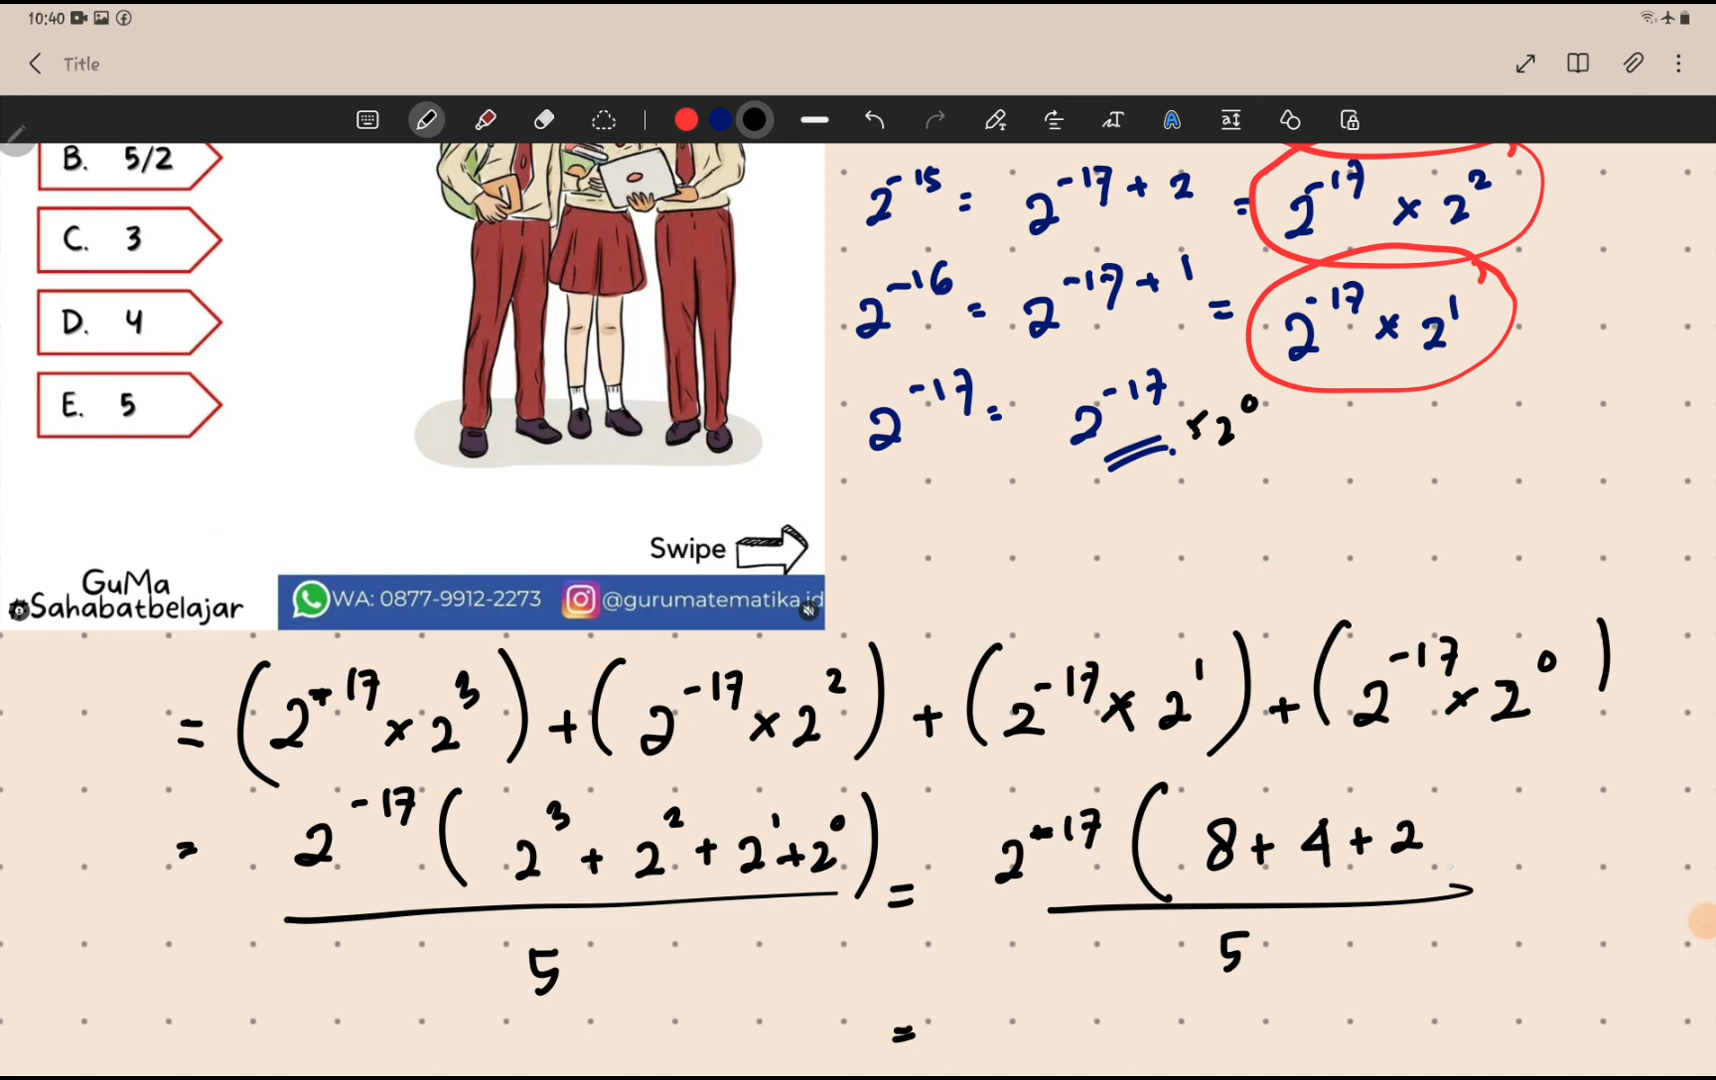 10:40
Title
B. 5/2
C. 3
D. 4
E. 5
2^-15 = 2^-17+2 = 2^-17 × 2^2
2^-16 = 2^-17+1 = 2^-17 × 2^1
2^-17 = 2^-17 × 2^0
Swipe
GuMa
Sahabatbelajar
WA: 0877-9912-2273 @gurumatematika.id
= (2^-17 × 2^3) + (2^-17 × 2^2) + (2^-17 × 2^1) + (2^-17 × 2^0)
= 2^-17 (2^3 + 2^2 + 2^1 + 2^0) = 2^-17 (8 + 4 + 2
5 5
=